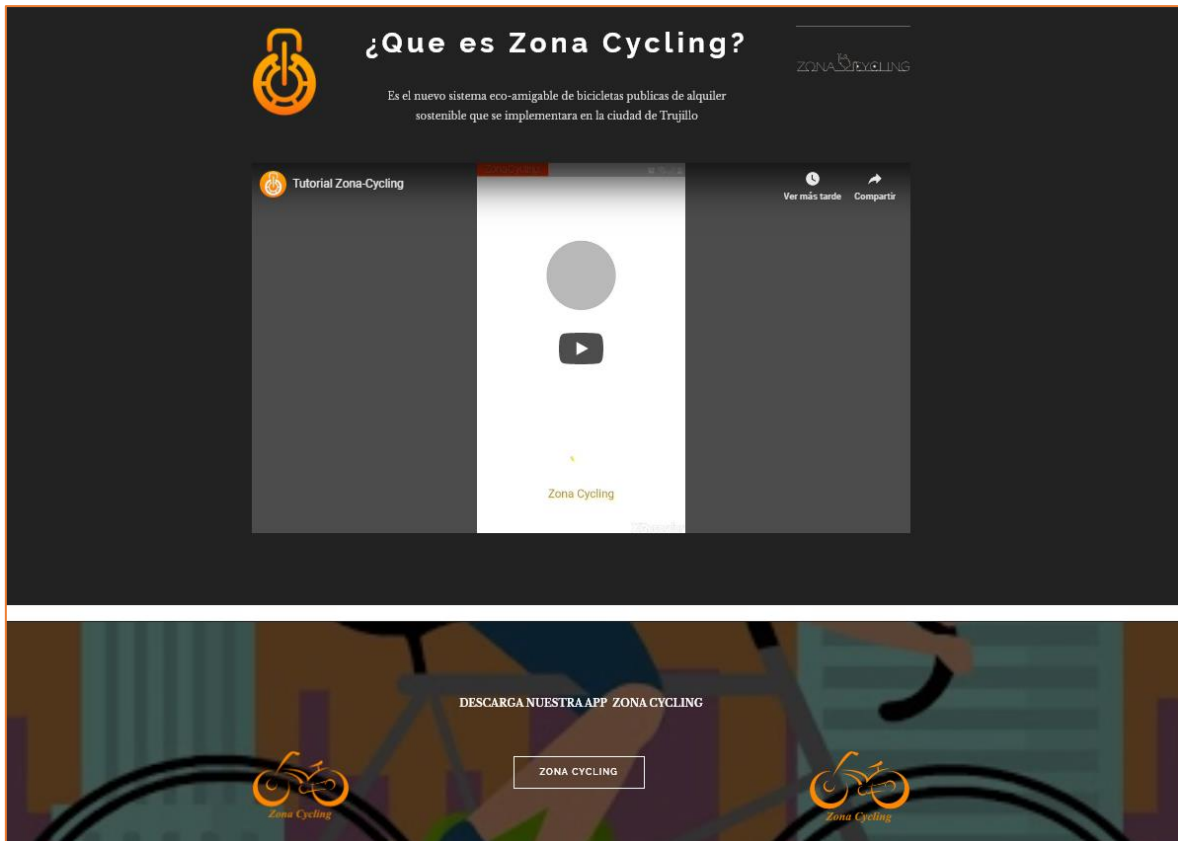 ¿Que es Zona Cycling?
ZONA CYCLING
Es el nuevo sistema eco-amigable de bicicletas publicas de alquiler
sostenible que se implementara en la ciudad de Trujillo
Tutorial Zona-Cycling
Ver más tarde
Compartir
Zona Cycling
DESCARGA NUESTRA APP ZONA CYCLING
ZONA CYCLING
Zona Cycling
Zona Cycling